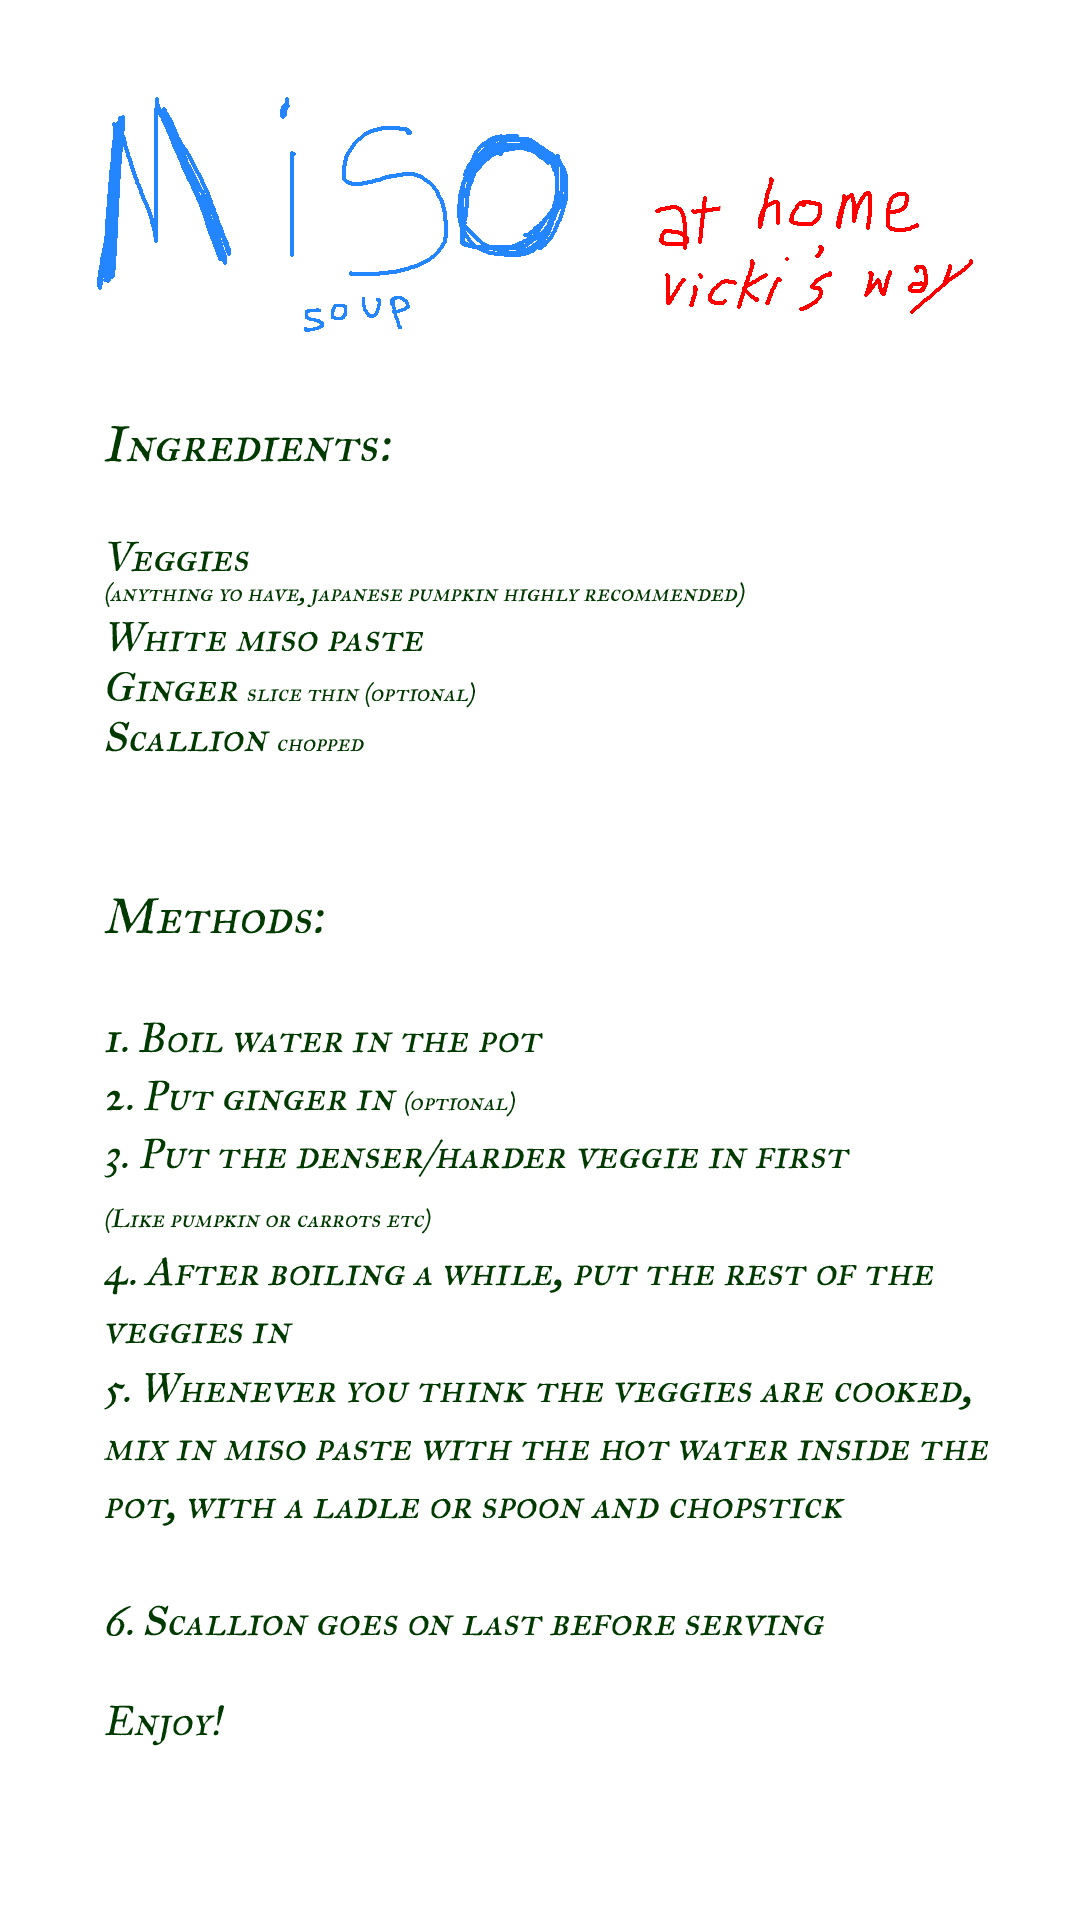 Miso
soup
at home
vicki's way
Ingredients:
Veggies
(anything yo have, japanese pumpkin highly recommended)
White miso paste
Ginger slice thin (optional)
Scallion chopped
Methods:
1. Boil water in the pot
2. Put ginger in (optional)
3. Put the denser/harder veggie in first
(Like pumpkin or carrots etc)
4. After boiling a while, put the rest of the
veggies in
5. Whenever you think the veggies are cooked,
mix in miso paste with the hot water inside the
pot, with a ladle or spoon and chopstick
6. Scallion goes on last before serving
Enjoy!